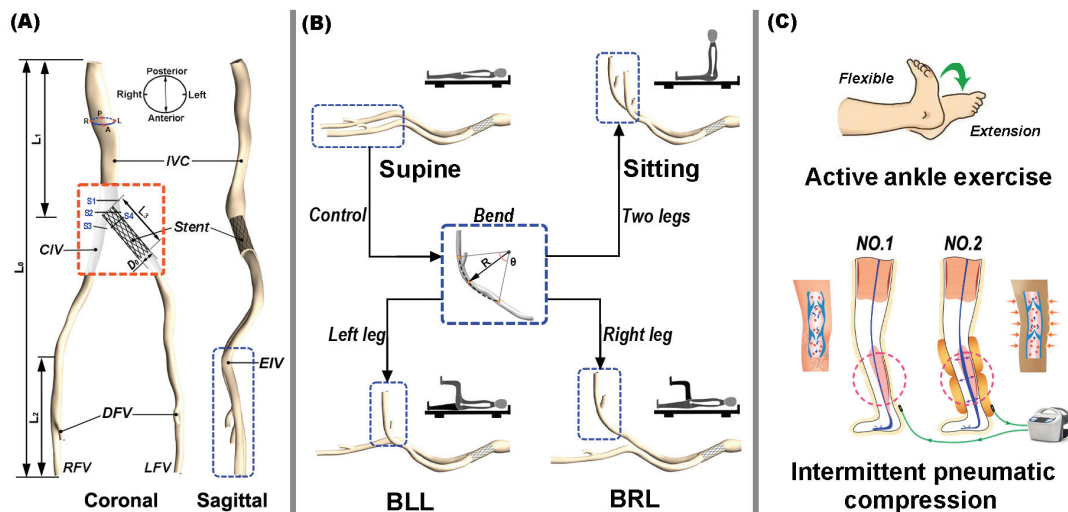 (A)
Posterior
Right
Left
Anterior
P
R
L
A
L₁
IVC
S1
S2
S4
L₃
S3
Stent
CIV
D₀
L₀
EIV
L₂
DFV
RFV
LFV
Coronal
Sagittal
(B)
Supine
Sitting
Control
Bend
Two legs
R
θ
Left leg
Right leg
BLL
BRL
(C)
Flexible
Extension
Active ankle exercise
NO.1
NO.2
Intermittent pneumatic
compression